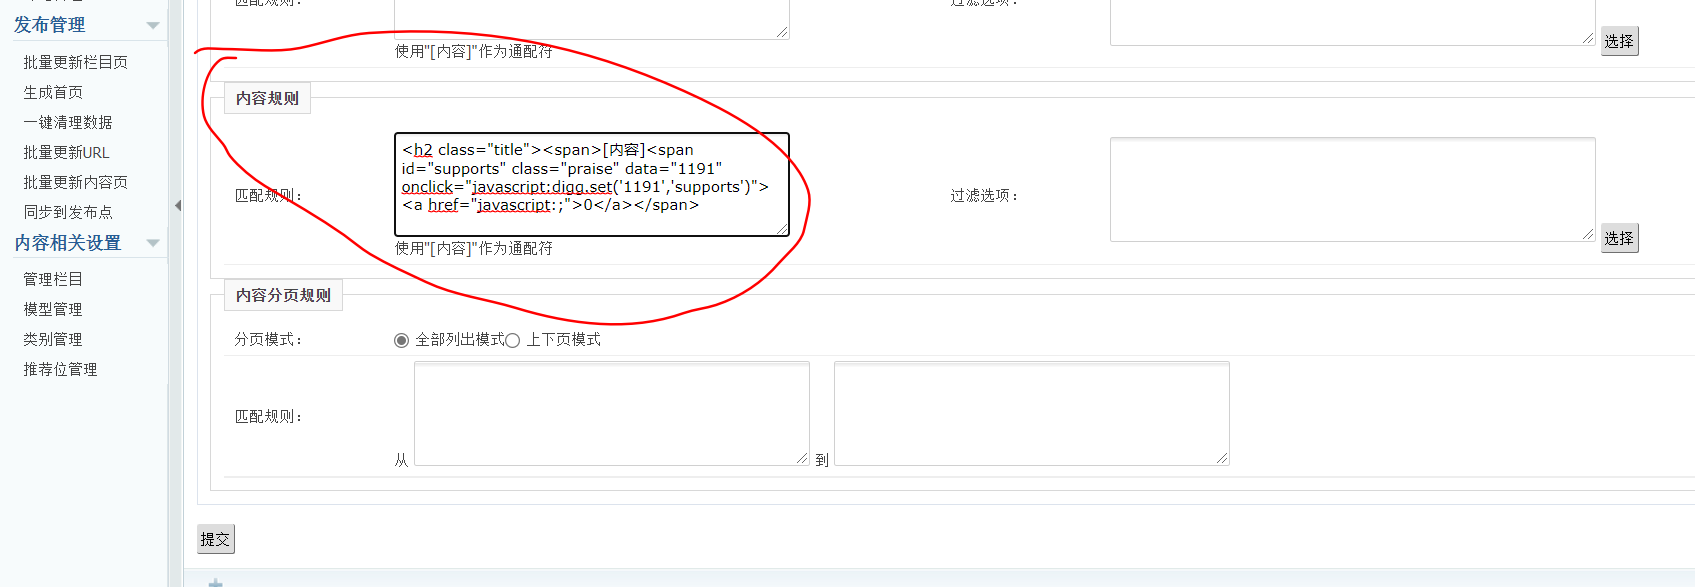 发布管理
批量更新栏目页
生成首页
一键清理数据
批量更新URL
批量更新内容页
同步到发布点
内容相关设置
管理栏目
模型管理
类别管理
推荐位管理
匹配规则：
过滤选项：
选择
使用"[内容]"作为通配符
内容规则
匹配规则：
<h2 class="title"><span>[内容]<span
id="supports" class="praise" data="1191"
onclick="javascript:digg.set('1191','supports')">
<a href="javascript:;">0</a></span>
过滤选项：
选择
使用"[内容]"作为通配符
内容分页规则
分页模式：
全部列出模式 上下页模式
匹配规则：
从
到
提交